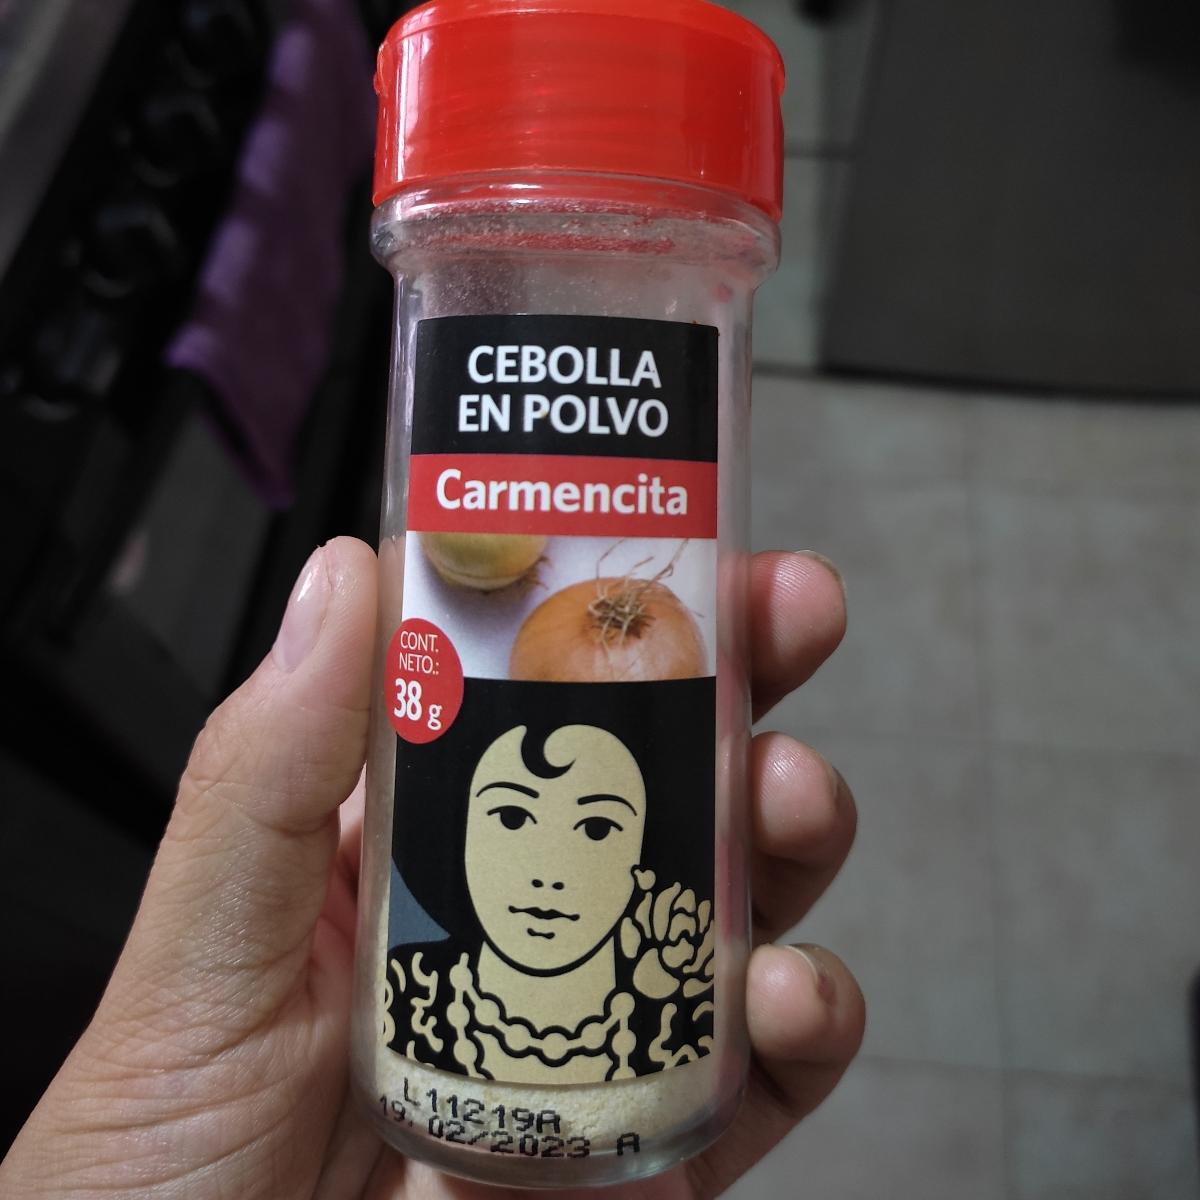 CEBOLLA
EN POLVO
Carmencita
CONT.
NETO.:
38 g
L11219A
19.02/2023 A